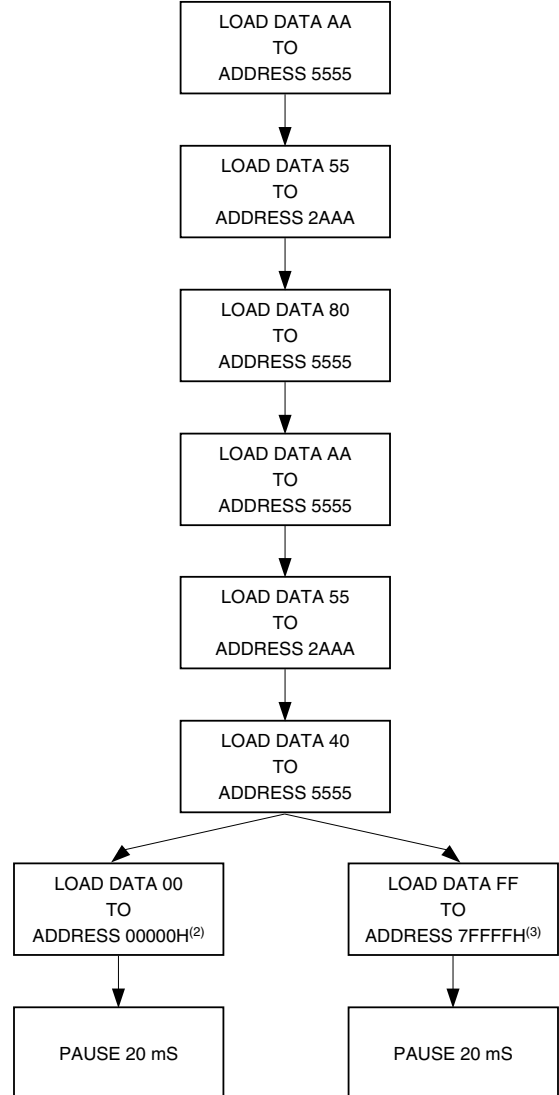 LOAD DATA AA
TO
ADDRESS 5555
LOAD DATA 55
TO
ADDRESS 2AAA
LOAD DATA 80
TO
ADDRESS 5555
LOAD DATA AA
TO
ADDRESS 5555
LOAD DATA 55
TO
ADDRESS 2AAA
LOAD DATA 40
TO
ADDRESS 5555
LOAD DATA 00
TO
ADDRESS 00000H(2)
LOAD DATA FF
TO
ADDRESS 7FFFFH(3)
PAUSE 20 mS
PAUSE 20 mS